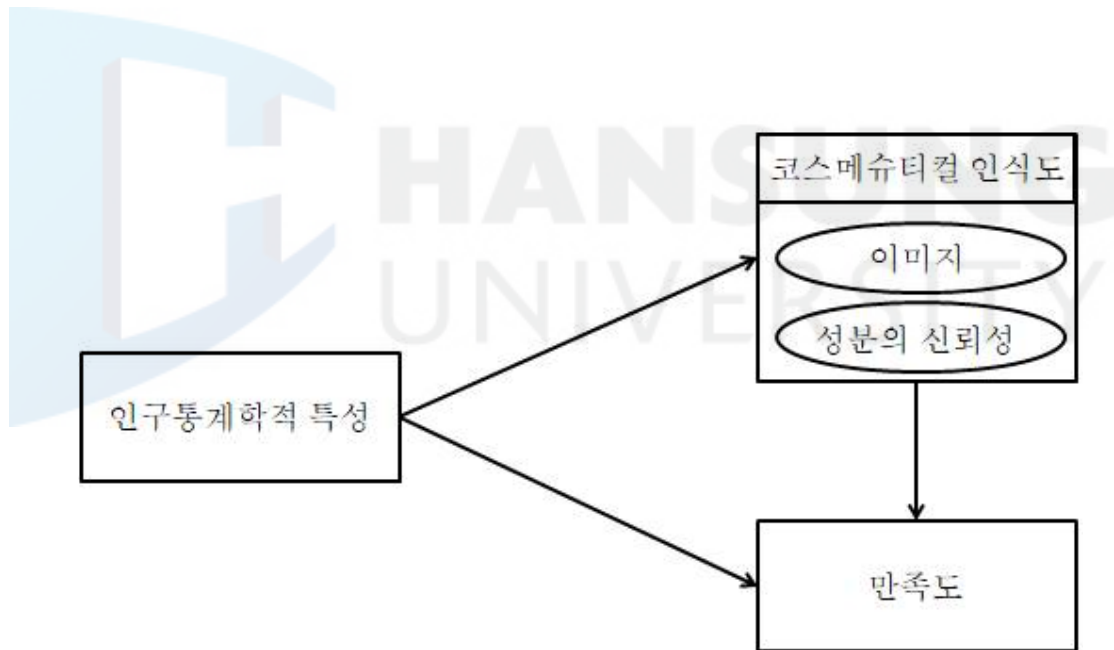 HANSUNG
UNIVERSITY
코스메슈티컬 인식도
이미지
성분의 신뢰성
인구통계학적 특성
만족도